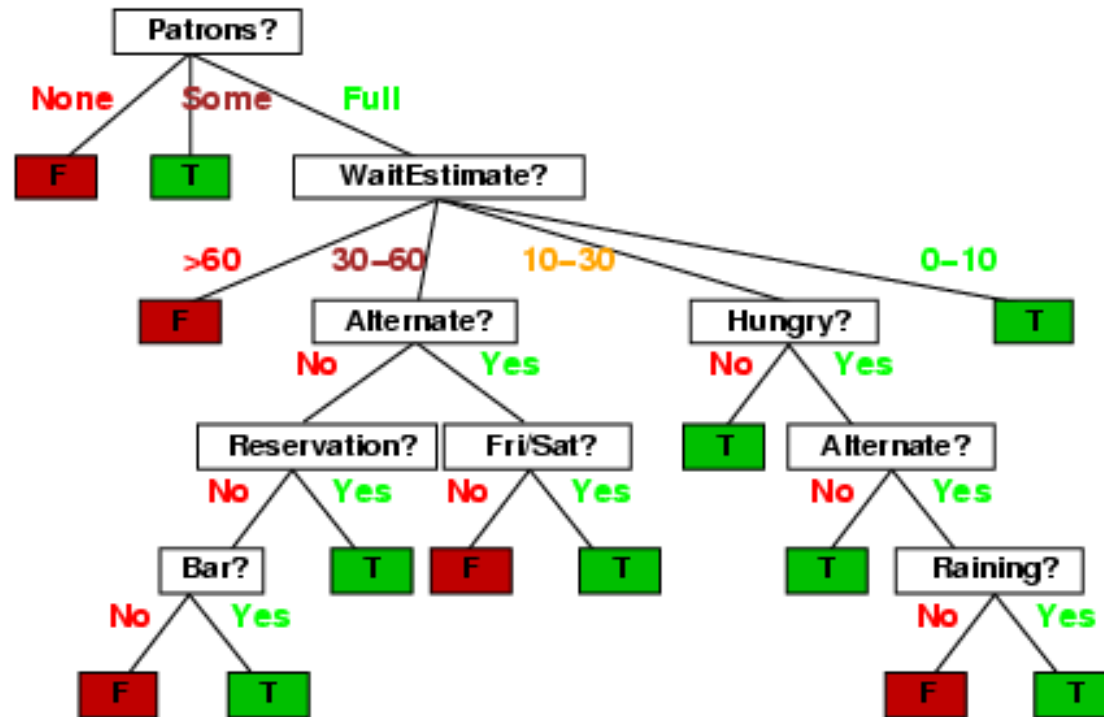 Patrons?
None Some Full
F T WaitEstimate?
>60 30–60 10–30 0–10
F Alternate? Hungry? T
No Yes No Yes
Reservation? Fri/Sat? T Alternate?
No Yes No Yes No Yes
Bar? T F T T Raining?
No Yes No Yes
F T F T